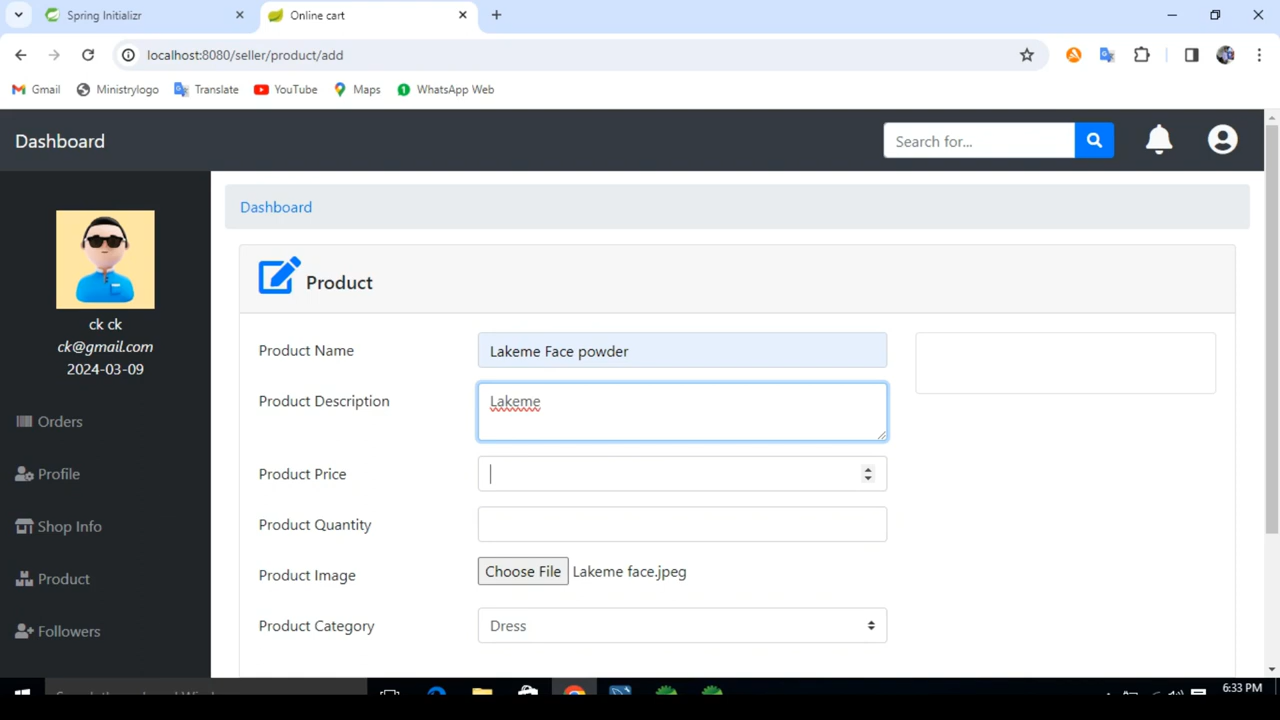 Spring Initializr
Online cart
localhost:8080/seller/product/add
Gmail
Ministrylogo
Translate
YouTube
Maps
WhatsApp Web
Dashboard
Search for...
Dashboard
ck ck
ck@gmail.com
2024-03-09
Orders
Profile
Shop Info
Product
Followers
Product
Product Name
Lakeme Face powder
Product Description
Lakeme
Product Price
Product Quantity
Product Image
Choose File Lakeme face.jpeg
Product Category
Dress
6:33 PM